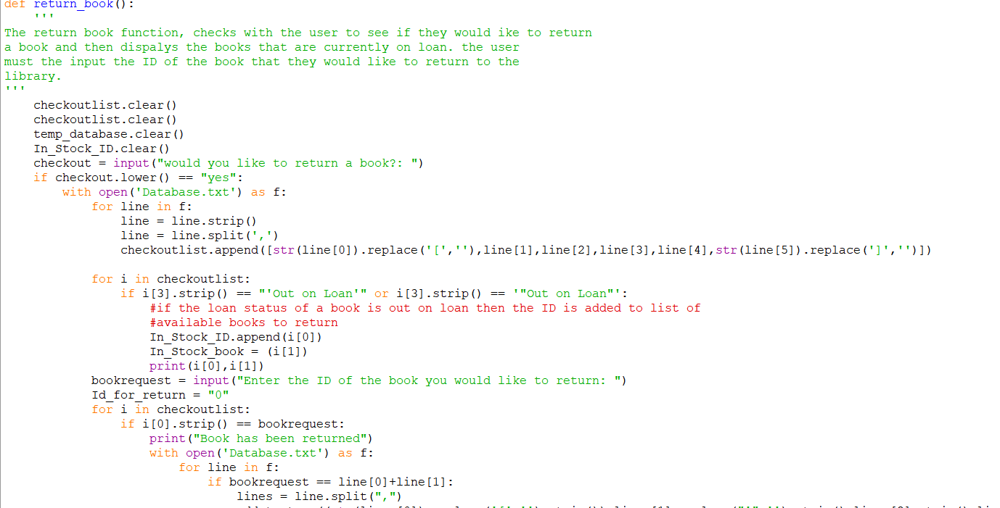 def return_book():
'''
The return book function, checks with the user to see if they would ike to return
a book and then dispalys the books that are currently on loan. the user
must the input the ID of the book that they would like to return to the
library.
'''
checkoutlist.clear()
checkoutlist.clear()
temp_database.clear()
In_Stock_ID.clear()
checkout = input("would you like to return a book?: ")
if checkout.lower() == "yes":
with open('Database.txt') as f:
for line in f:
line = line.strip()
line = line.split(',')
checkoutlist.append([str(line[0]).replace('[',''),line[1],line[2],line[3],line[4],str(line[5]).replace(']','')])
for i in checkoutlist:
if i[3].strip() == "'Out on Loan'" or i[3].strip() == '"Out on Loan"':
#if the loan status of a book is out on loan then the ID is added to list of
#available books to return
In_Stock_ID.append(i[0])
In_Stock_book = (i[1])
print(i[0],i[1])
bookrequest = input("Enter the ID of the book you would like to return: ")
Id_for_return = "0"
for i in checkoutlist:
if i[0].strip() == bookrequest:
print("Book has been returned")
with open('Database.txt') as f:
for line in f:
if bookrequest == line[0]+line[1]:
lines = line.split(",")